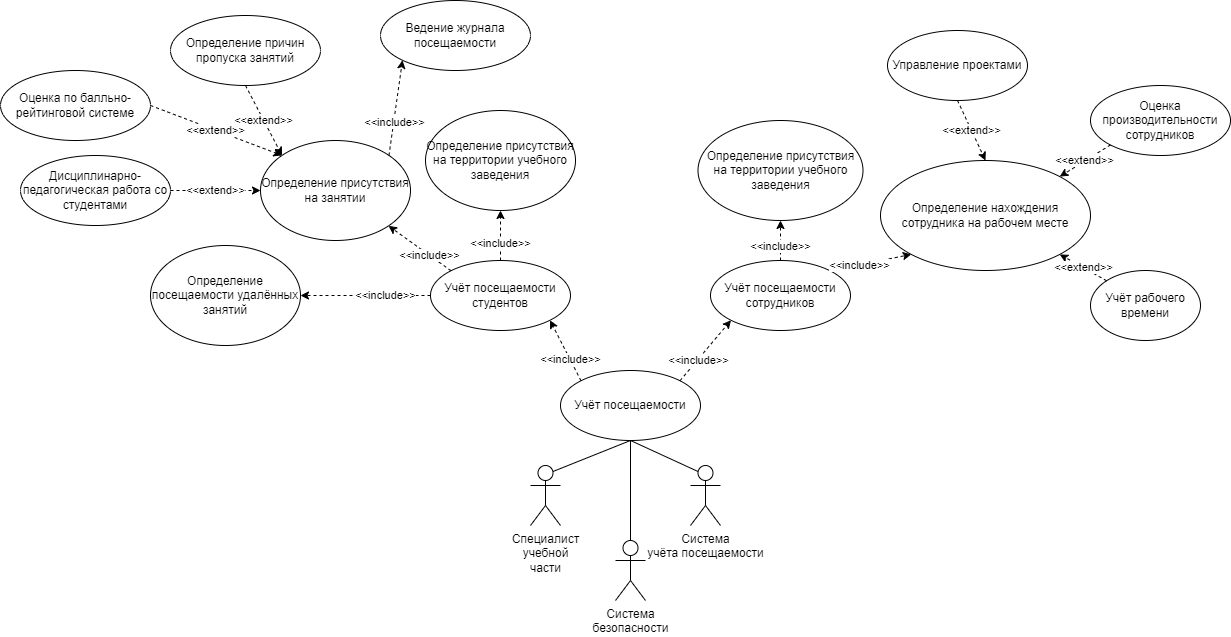 Ведение журнала
посещаемости
Определение причин
пропуска занятий
Управление проектами
Оценка по балльно-
рейтинговой системе
Оценка
производительности
сотрудников
<<include>>
<<extend>>
<<extend>>
<<extend>>
<<extend>>
Определение присутствия
на территории учебного
заведения
Определение присутствия
на территории учебного
заведения
Дисциплинарно-
педагогическая работа со
студентами
<<extend>>
Определение присутствия
на занятии
Определение нахождения
сотрудника на рабочем месте
<<include>>
<<include>>
<<include>>
<<include>>
<<extend>>
Определение
посещаемости удалённых
занятий
<<include>>
Учёт посещаемости
студентов
Учёт посещаемости
сотрудников
Учёт рабочего
времени
<<include>>
<<include>>
Учёт посещаемости
Специалист
учебной
части
Система
учёта посещаемости
Система
безопасности